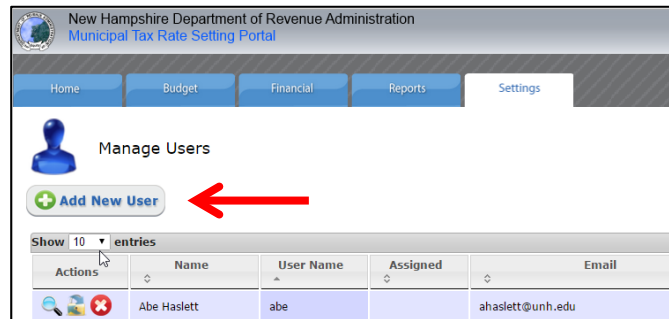 New Hampshire Department of Revenue Administration
Municipal Tax Rate Setting Portal
Home Budget Financial Reports Settings
Manage Users
Add New User
Show 10 entries
Actions Name User Name Assigned Email
Abe Haslett abe ahaslett@unh.edu